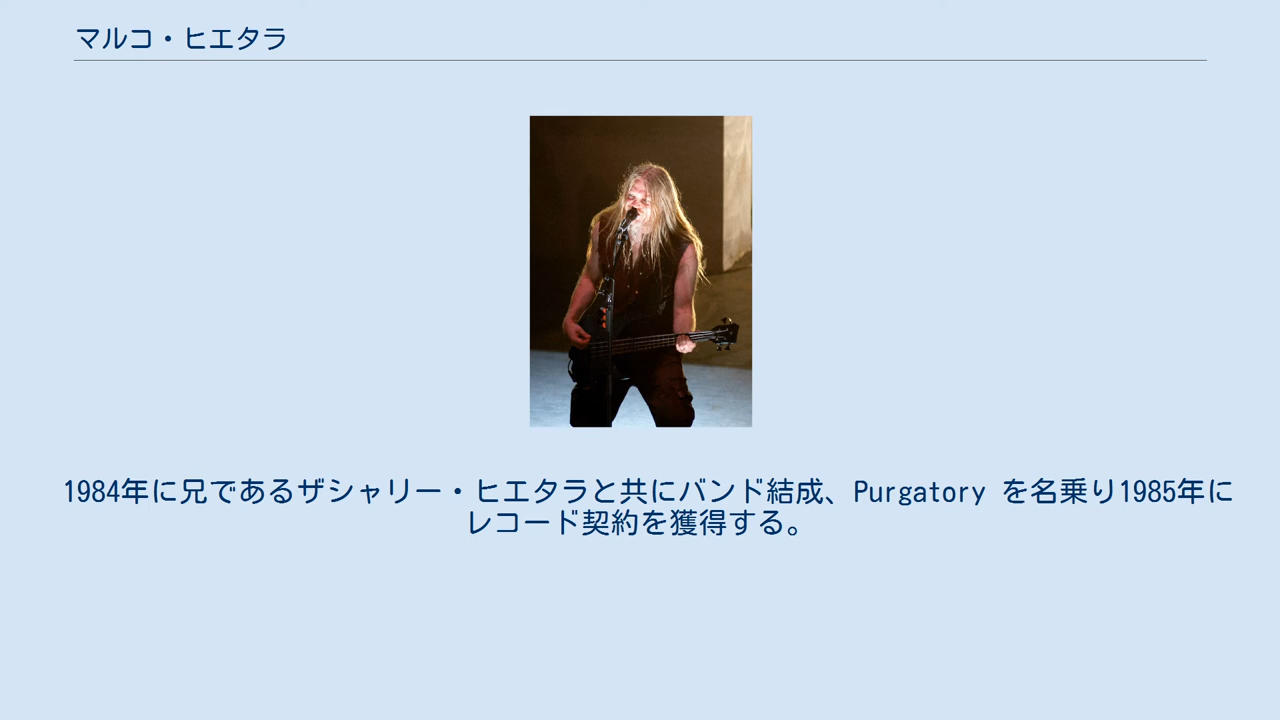 マルコ・ヒエタラ
1984年に兄であるザシャリー・ヒエタラと共にバンド結成、Purgatory を名乗り1985年に
レコード契約を獲得する。